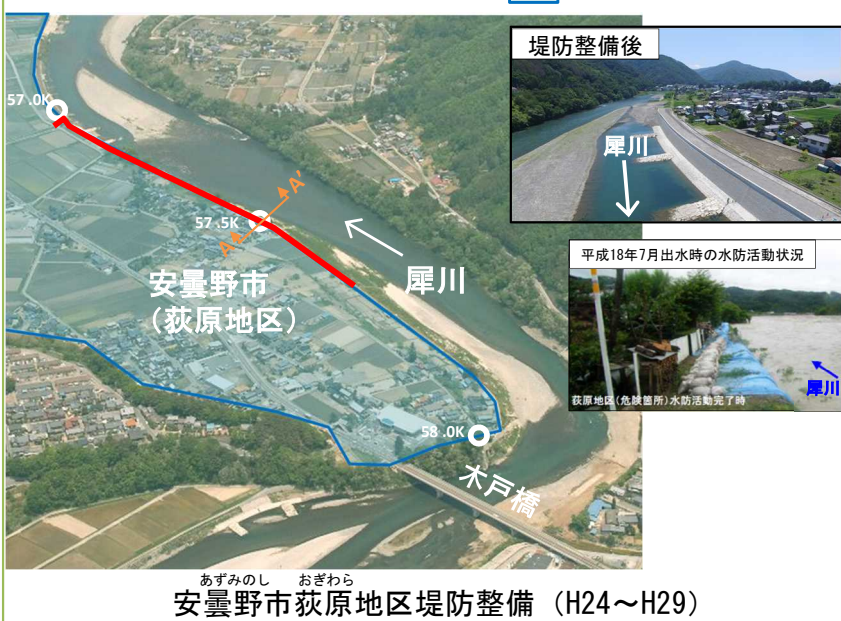 堤防整備後
犀川
57.0K
A'
57.5K
A
犀川
安曇野市
(荻原地区)
平成18年7月出水時の水防活動状況
犀川
荻原地区(危険箇所)水防活動完了時
58.0K
木戸橋
あずみのし おぎわら
安曇野市荻原地区堤防整備 (H24～H29)